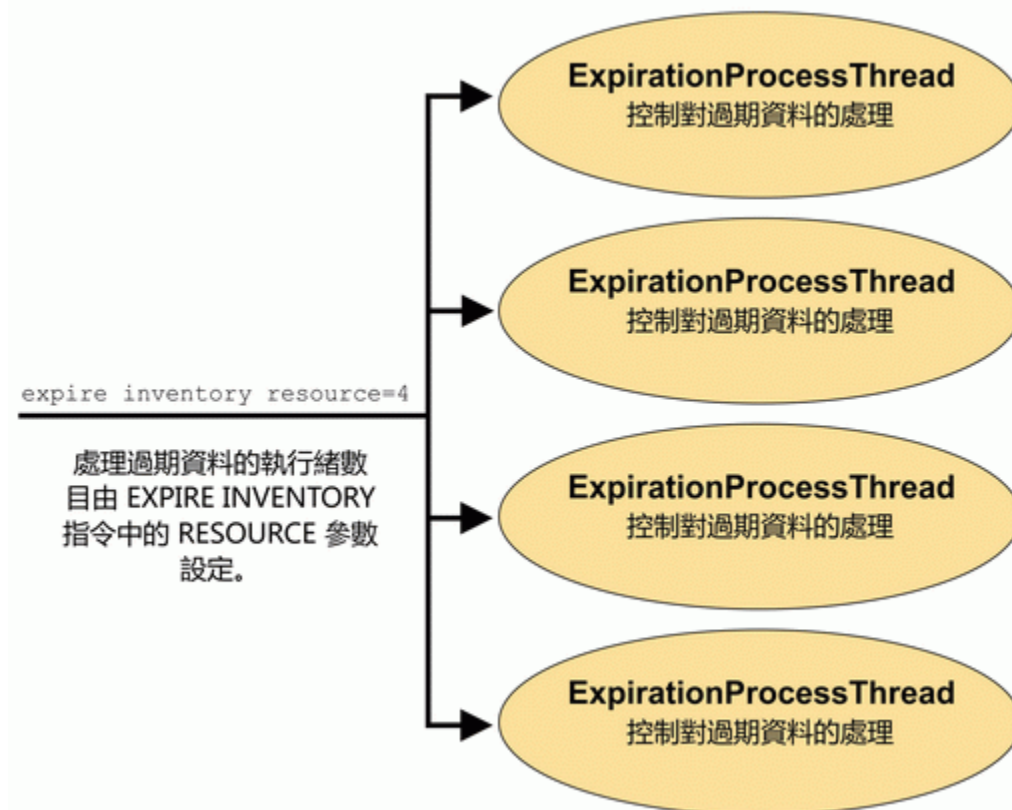 ExpirationProcessThread
控制對過期資料的處理
ExpirationProcessThread
控制對過期資料的處理
expire inventory resource=4
處理過期資料的執行緒數
目由 EXPIRE INVENTORY
指令中的 RESOURCE 參數
設定。
ExpirationProcessThread
控制對過期資料的處理
ExpirationProcessThread
控制對過期資料的處理